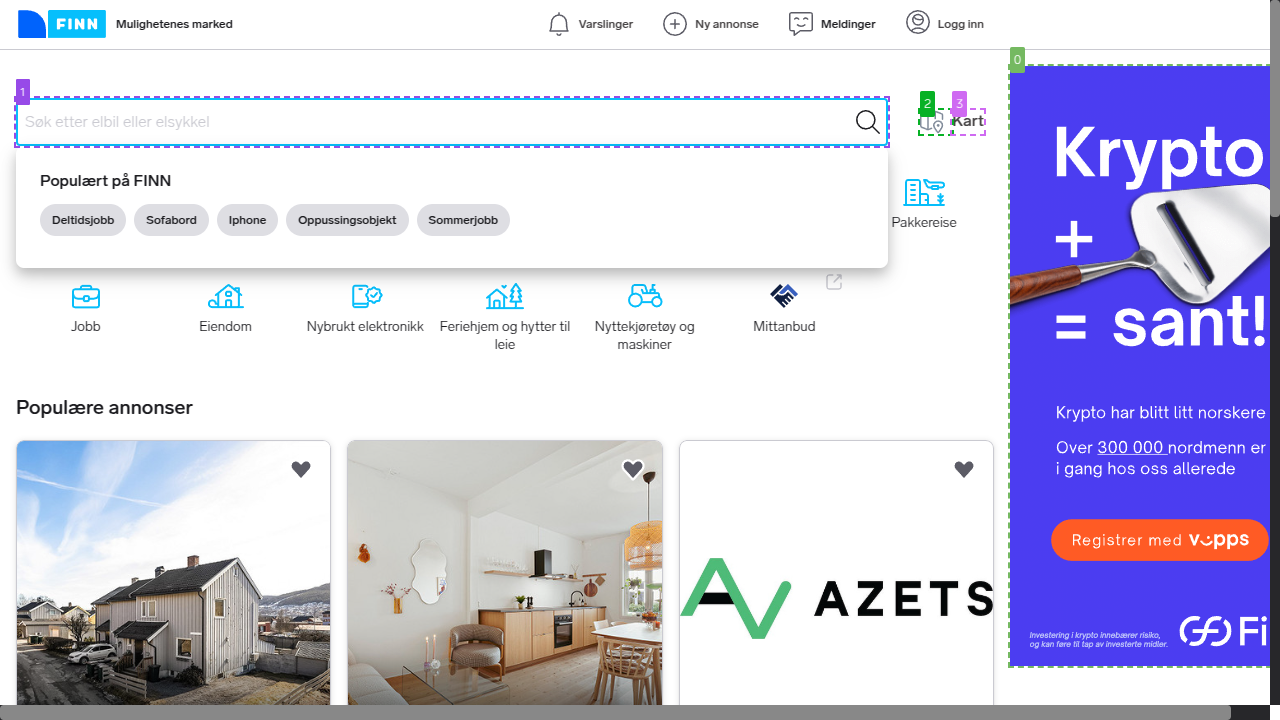 FINN
Mulighetenes marked
Varslinger
Ny annonse
Meldinger
Logg inn
0
1
2
3
Søk etter elbil eller elsykkel
Kart
Populært på FINN
Deltidsjobb
Sofabord
Iphone
Oppussingsobjekt
Sommerjobb
Pakkereise
Jobb
Eiendom
Nybrukt elektronikk
Feriehjem og hytter til
leie
Nyttekjøretøy og
maskiner
Mittanbud
Populære annonser
AZETS
Krypto
+
= sant!
Krypto har blitt litt norskere
Over 300 000 nordmenn er
i gang hos oss allerede
Registrer med vipps
Investering i krypto innebærer risiko,
og kan føre til tap av investerte midler.
Fi